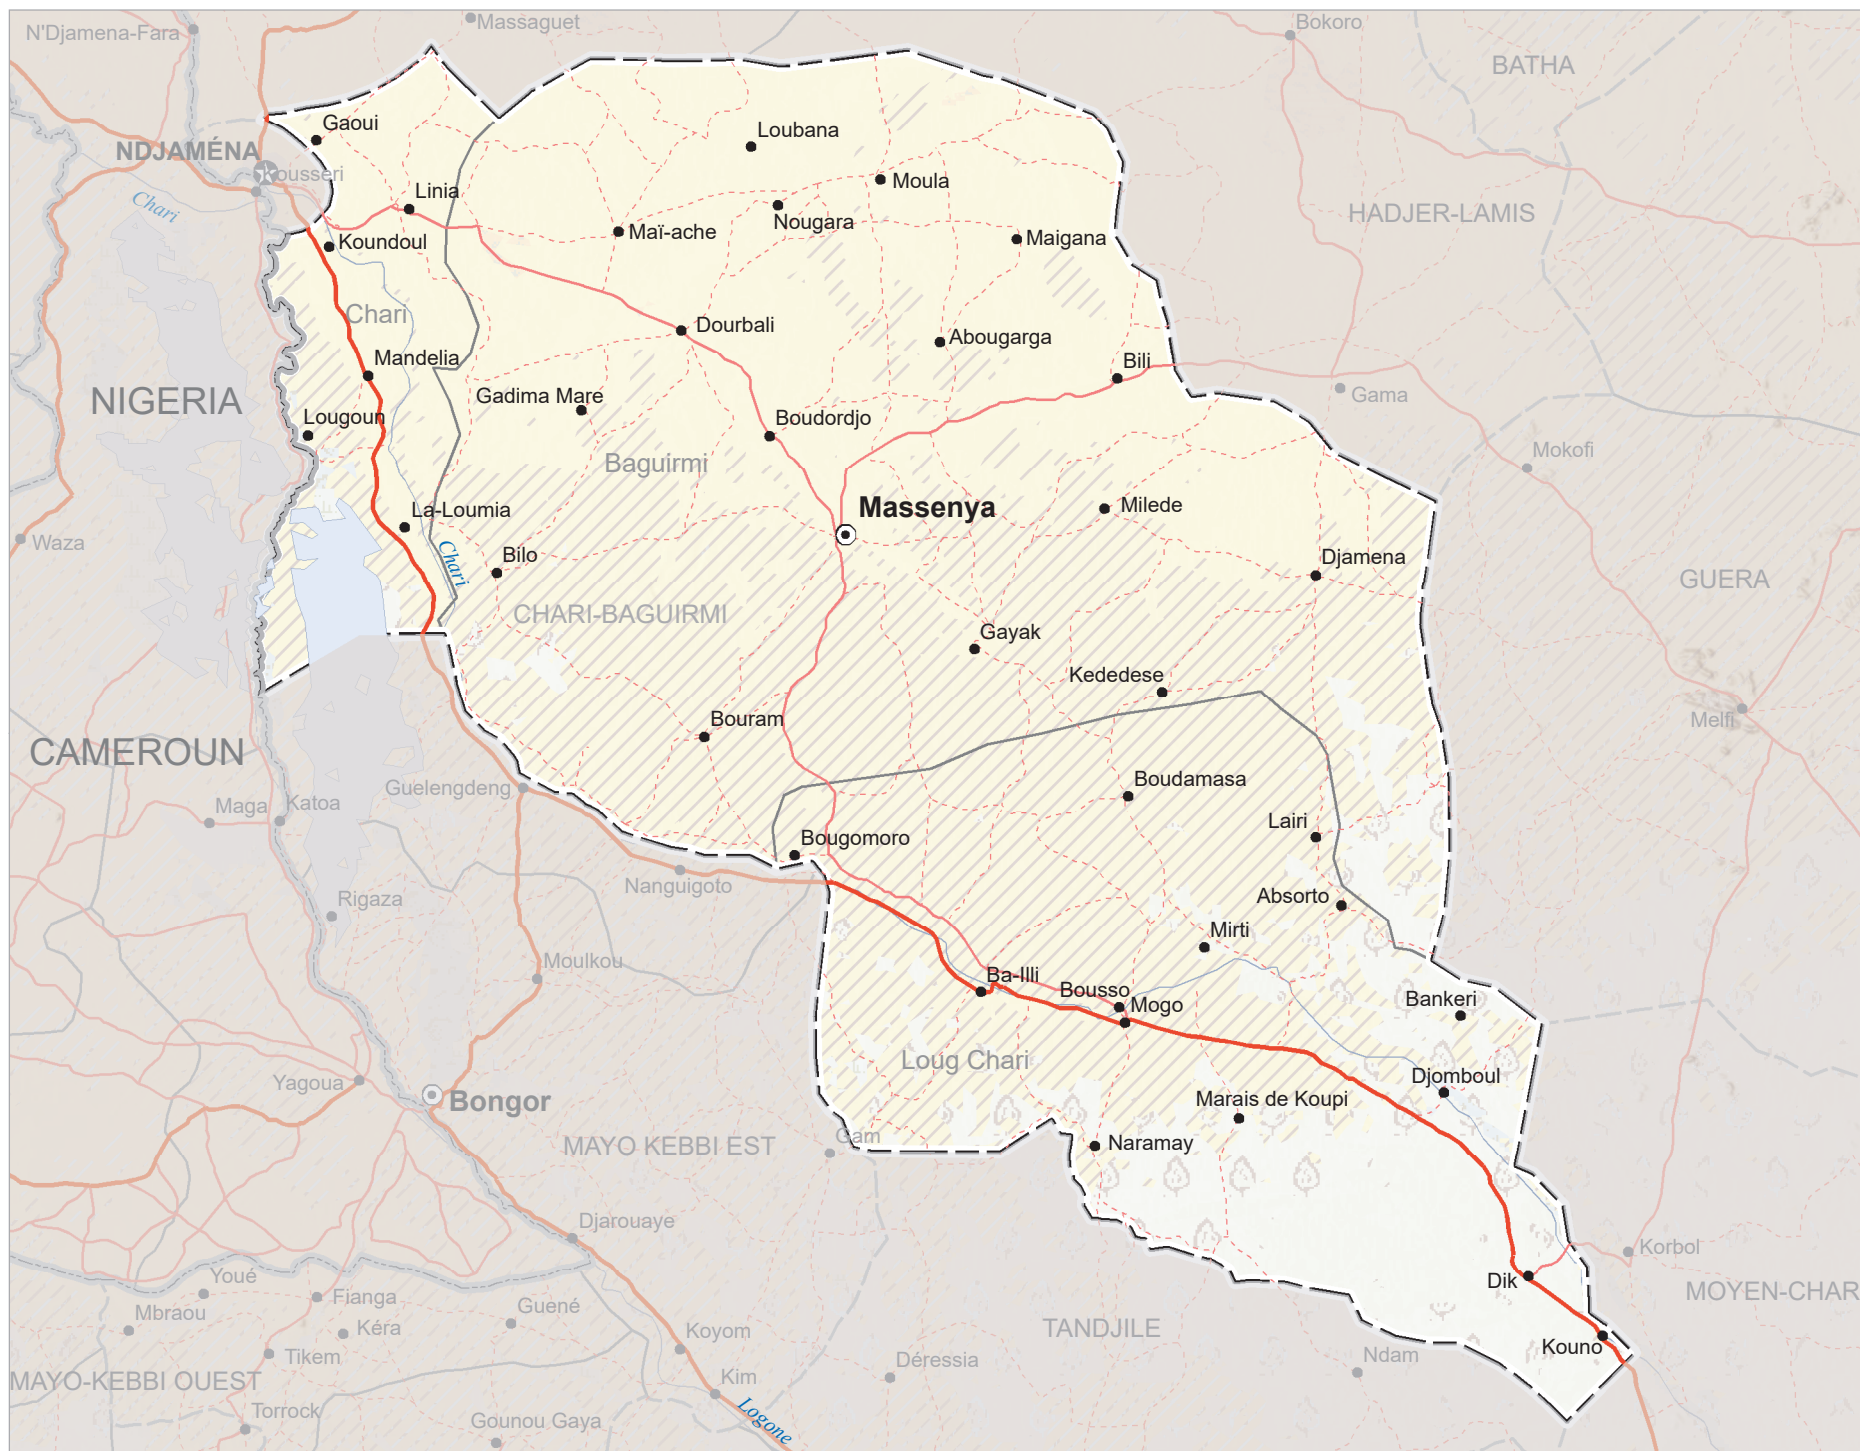 Massaguet
Bokoro
N'Djamena-Fara
BATHA
Gaoui
Loubana
NDJAMÉNA
Kousseri
Moula
Linia
Chari
Nougara
HADJER-LAMIS
Maï-ache
Maigana
Koundoul
Chari
Dourbali
Abougarga
Mandelia
Bili
Gama
NIGERIA
Gadima Mare
Lougoun
Boudordjo
Mokofi
Baguirmi
Massenya
La-Loumia
Milede
Waza
Chari
Bilo
Djamena
GUERA
CHARI-BAGUIRMI
Gayak
Kededese
Bouram
Melfi
CAMEROUN
Guelengdeng
Boudamasa
Maga
Katoa
Lairi
Bougomoro
Nanguigoto
Rigaza
Absorto
Mirti
Moulkou
Ba-Illi
Bousso
Mogo
Bankeri
Loug Chari
Djomboul
Yagoua
Bongor
Marais de Koupi
Gam
MAYO KEBBI EST
Naramay
Djarouaye
Korbol
Youé
Dik
MOYEN-CHAR
Fianga
Guené
Mbraou
Kéra
Koyom
TANDJILE
Kouno
Tikem
Déressia
Ndam
MAYO-KEBBI OUEST
Kim
Torrock
Gounou Gaya
Logone